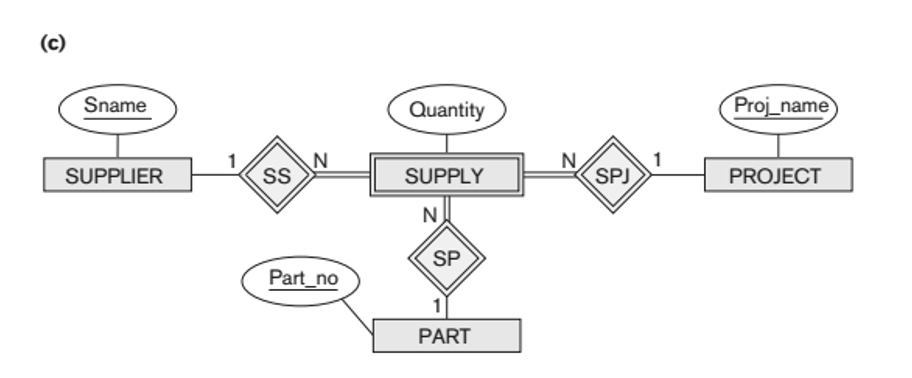 (c)
Sname
Quantity
Proj_name
SUPPLIER
1
SS
N
SUPPLY
N
SPJ
1
PROJECT
N
SP
Part_no
1
PART